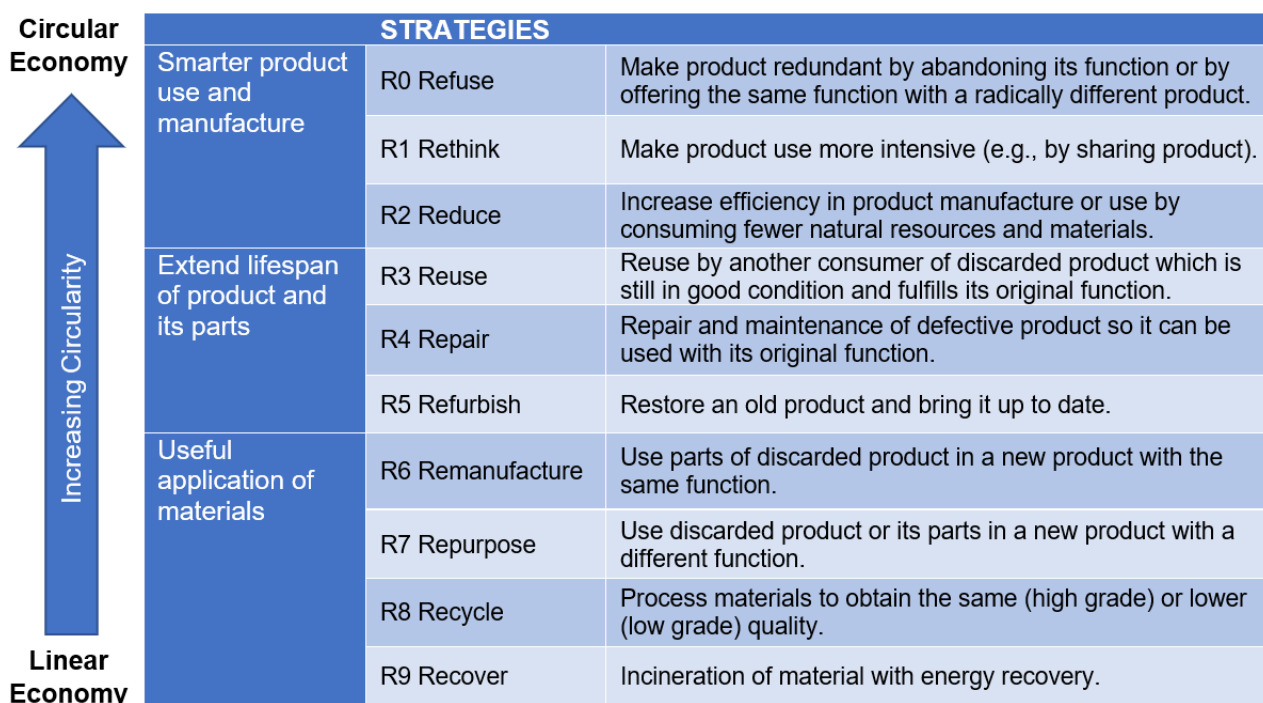 Circular
Economy
Increasing Circularity
Linear
Economy
STRATEGIES
Smarter product
use and
manufacture
R0 Refuse
Make product redundant by abandoning its function or by
offering the same function with a radically different product.
R1 Rethink
Make product use more intensive (e.g., by sharing product).
R2 Reduce
Increase efficiency in product manufacture or use by
consuming fewer natural resources and materials.
Extend lifespan
of product and
its parts
R3 Reuse
Reuse by another consumer of discarded product which is
still in good condition and fulfills its original function.
R4 Repair
Repair and maintenance of defective product so it can be
used with its original function.
R5 Refurbish
Restore an old product and bring it up to date.
Useful
application of
materials
R6 Remanufacture
Use parts of discarded product in a new product with the
same function.
R7 Repurpose
Use discarded product or its parts in a new product with a
different function.
R8 Recycle
Process materials to obtain the same (high grade) or lower
(low grade) quality.
R9 Recover
Incineration of material with energy recovery.